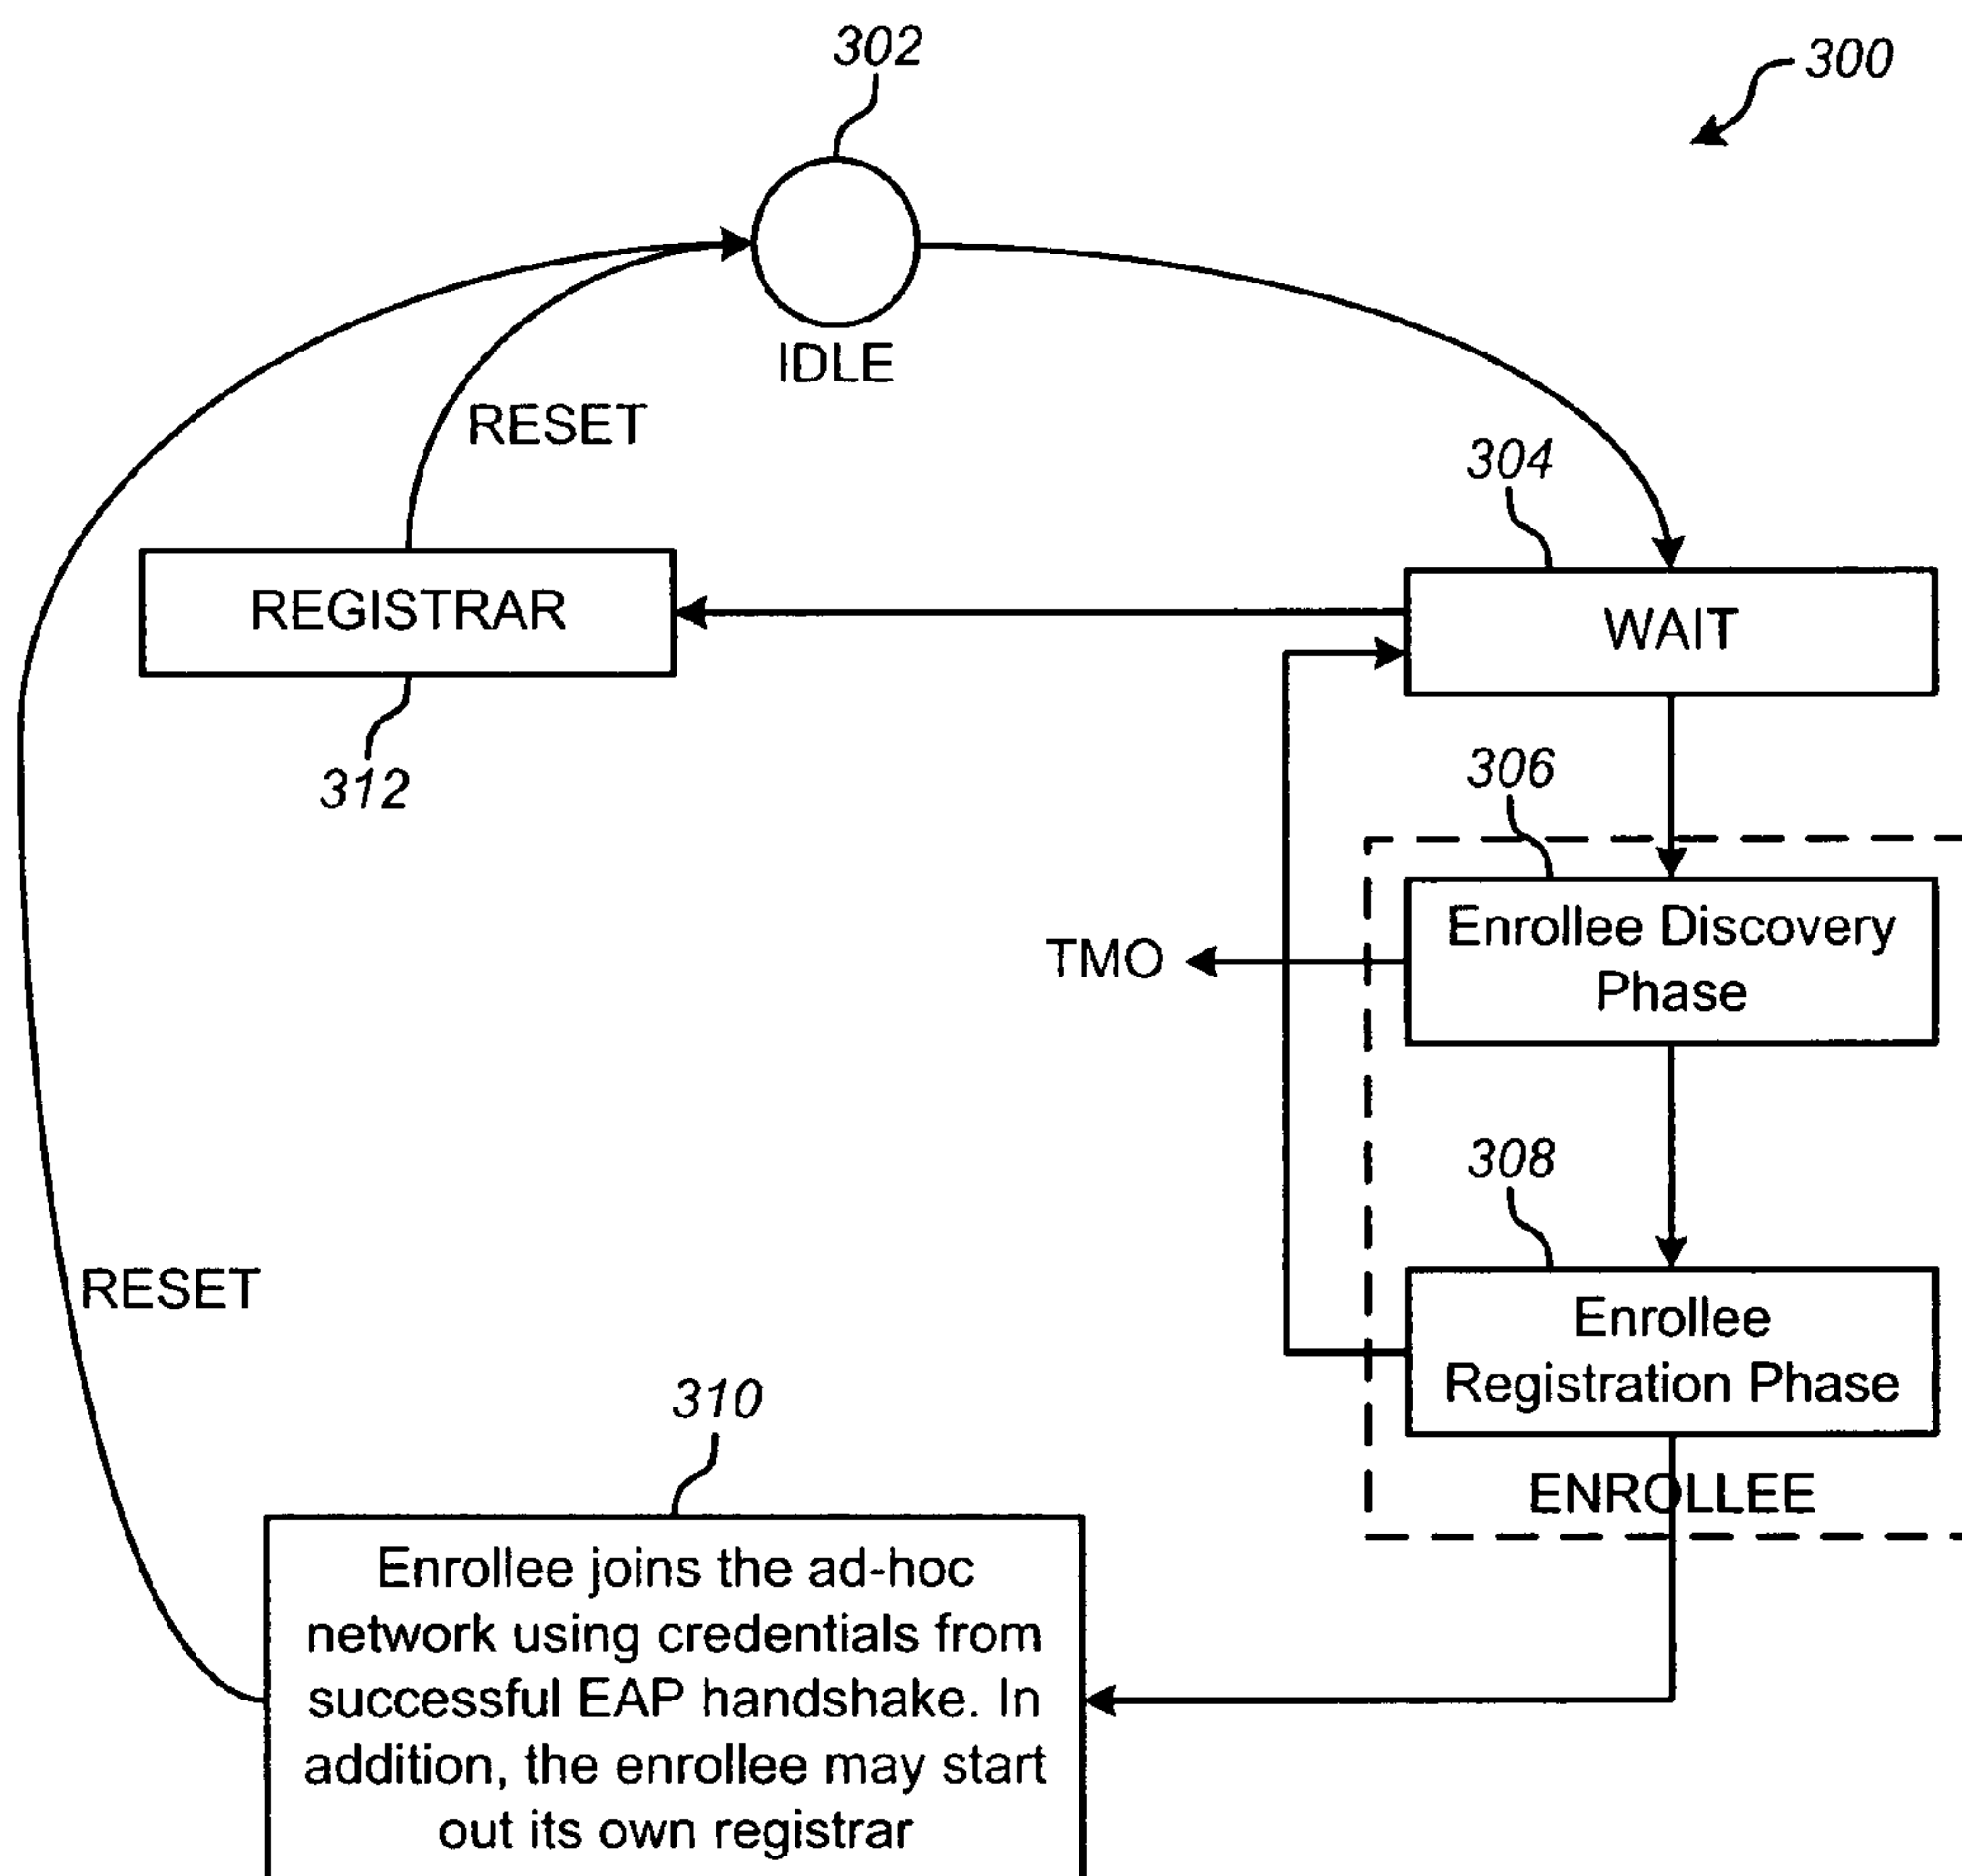 302
300
IDLE
RESET
304
REGISTRAR
WAIT
312
306
Enrollee Discovery
Phase
TMO
308
Enrollee
Registration Phase
RESET
310
ENROLLEE
Enrollee joins the ad-hoc
network using credentials from
successful EAP handshake. In
addition, the enrollee may start
out its own registrar